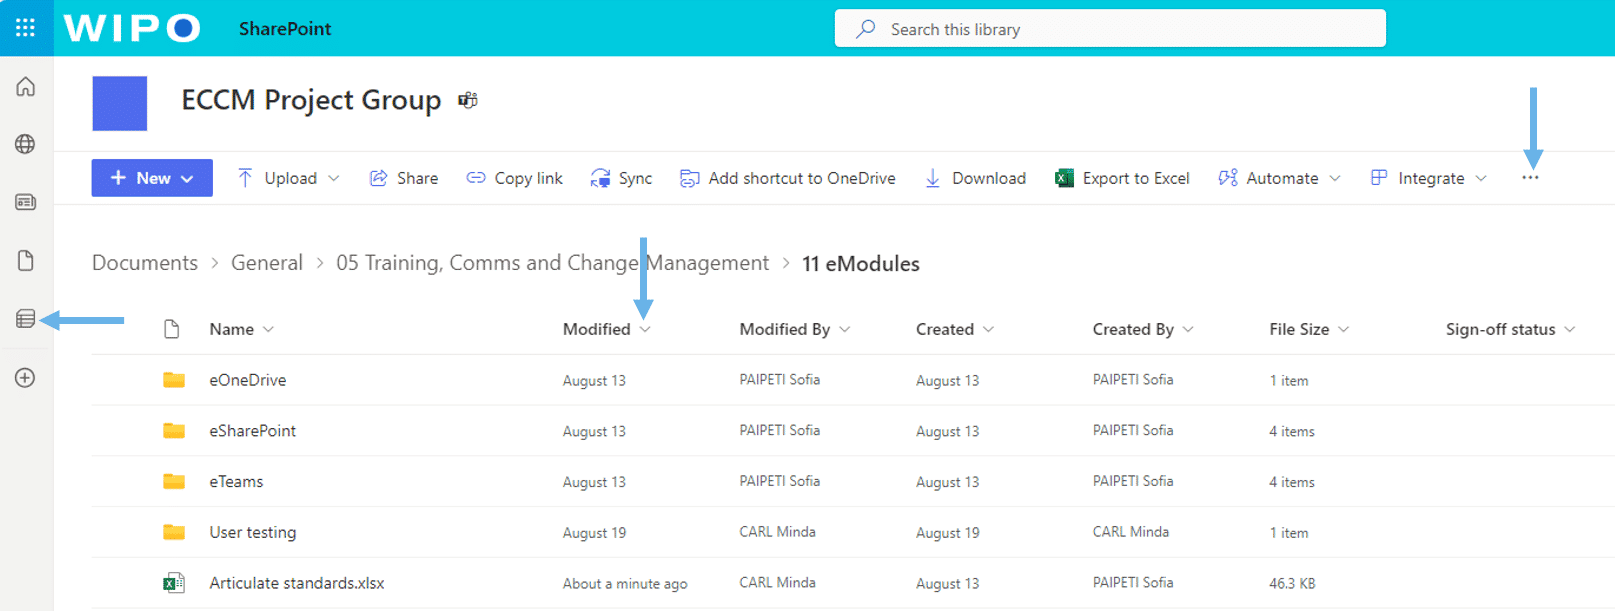 WIPO SharePoint Search this library
ECCM Project Group
+ New Upload Share Copy link Sync Add shortcut to OneDrive Download Export to Excel Automate Integrate ...
Documents > General > 05 Training, Comms and Change Management > 11 eModules
Name Modified Modified By Created Created By File Size Sign-off status
eOneDrive August 13 PAIPETI Sofia August 13 PAIPETI Sofia 1 item
eSharePoint August 13 PAIPETI Sofia August 13 PAIPETI Sofia 4 items
eTeams August 13 PAIPETI Sofia August 13 PAIPETI Sofia 4 items
User testing August 19 CARL Minda August 19 CARL Minda 1 item
Articulate standards.xlsx About a minute ago CARL Minda August 13 PAIPETI Sofia 46.3 KB